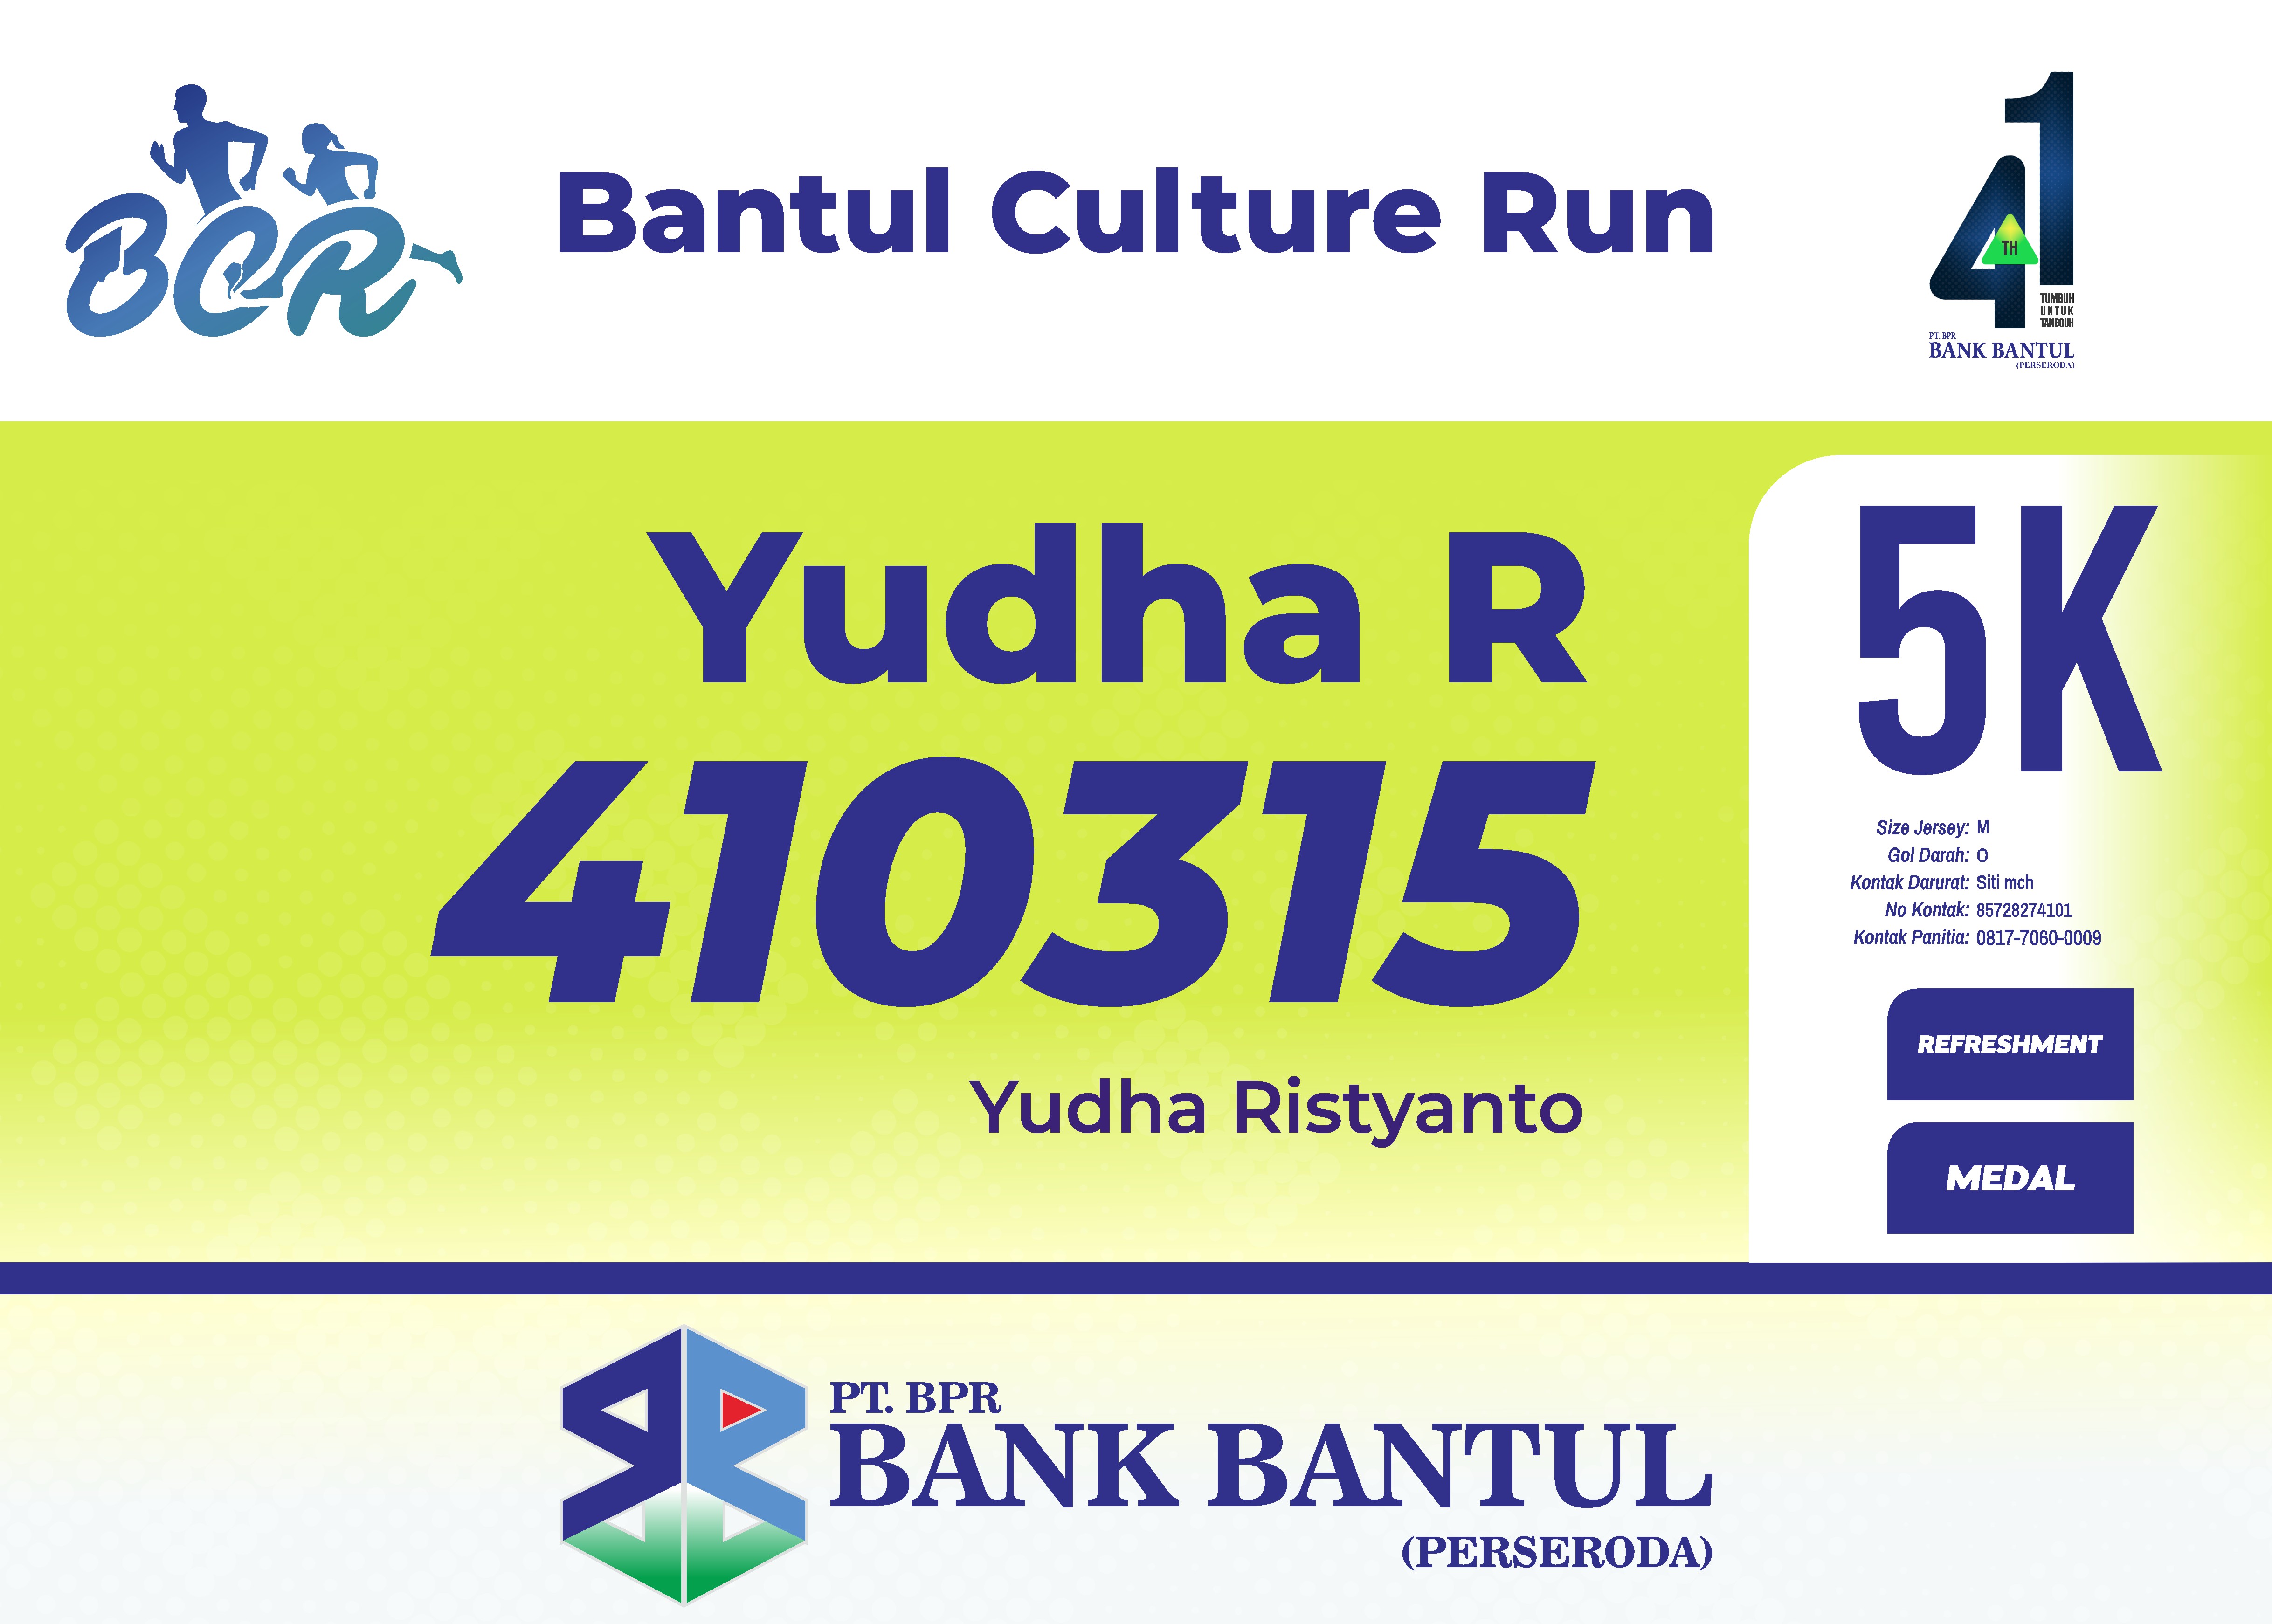 BCR
Bantul Culture Run
41
TH
TUMBUH
UNTUK
TANGGUH
PT. BPR
BANK BANTUL
(PERSERODA)
Yudha R
410315
Yudha Ristyanto
5K
Size Jersey: M
Gol Darah: O
Kontak Darurat: Siti mch
No Kontak: 85728274101
Kontak Panitia: 0817-7060-0009
REFRESHMENT
MEDAL
PT. BPR
BANK BANTUL
(PERSERODA)